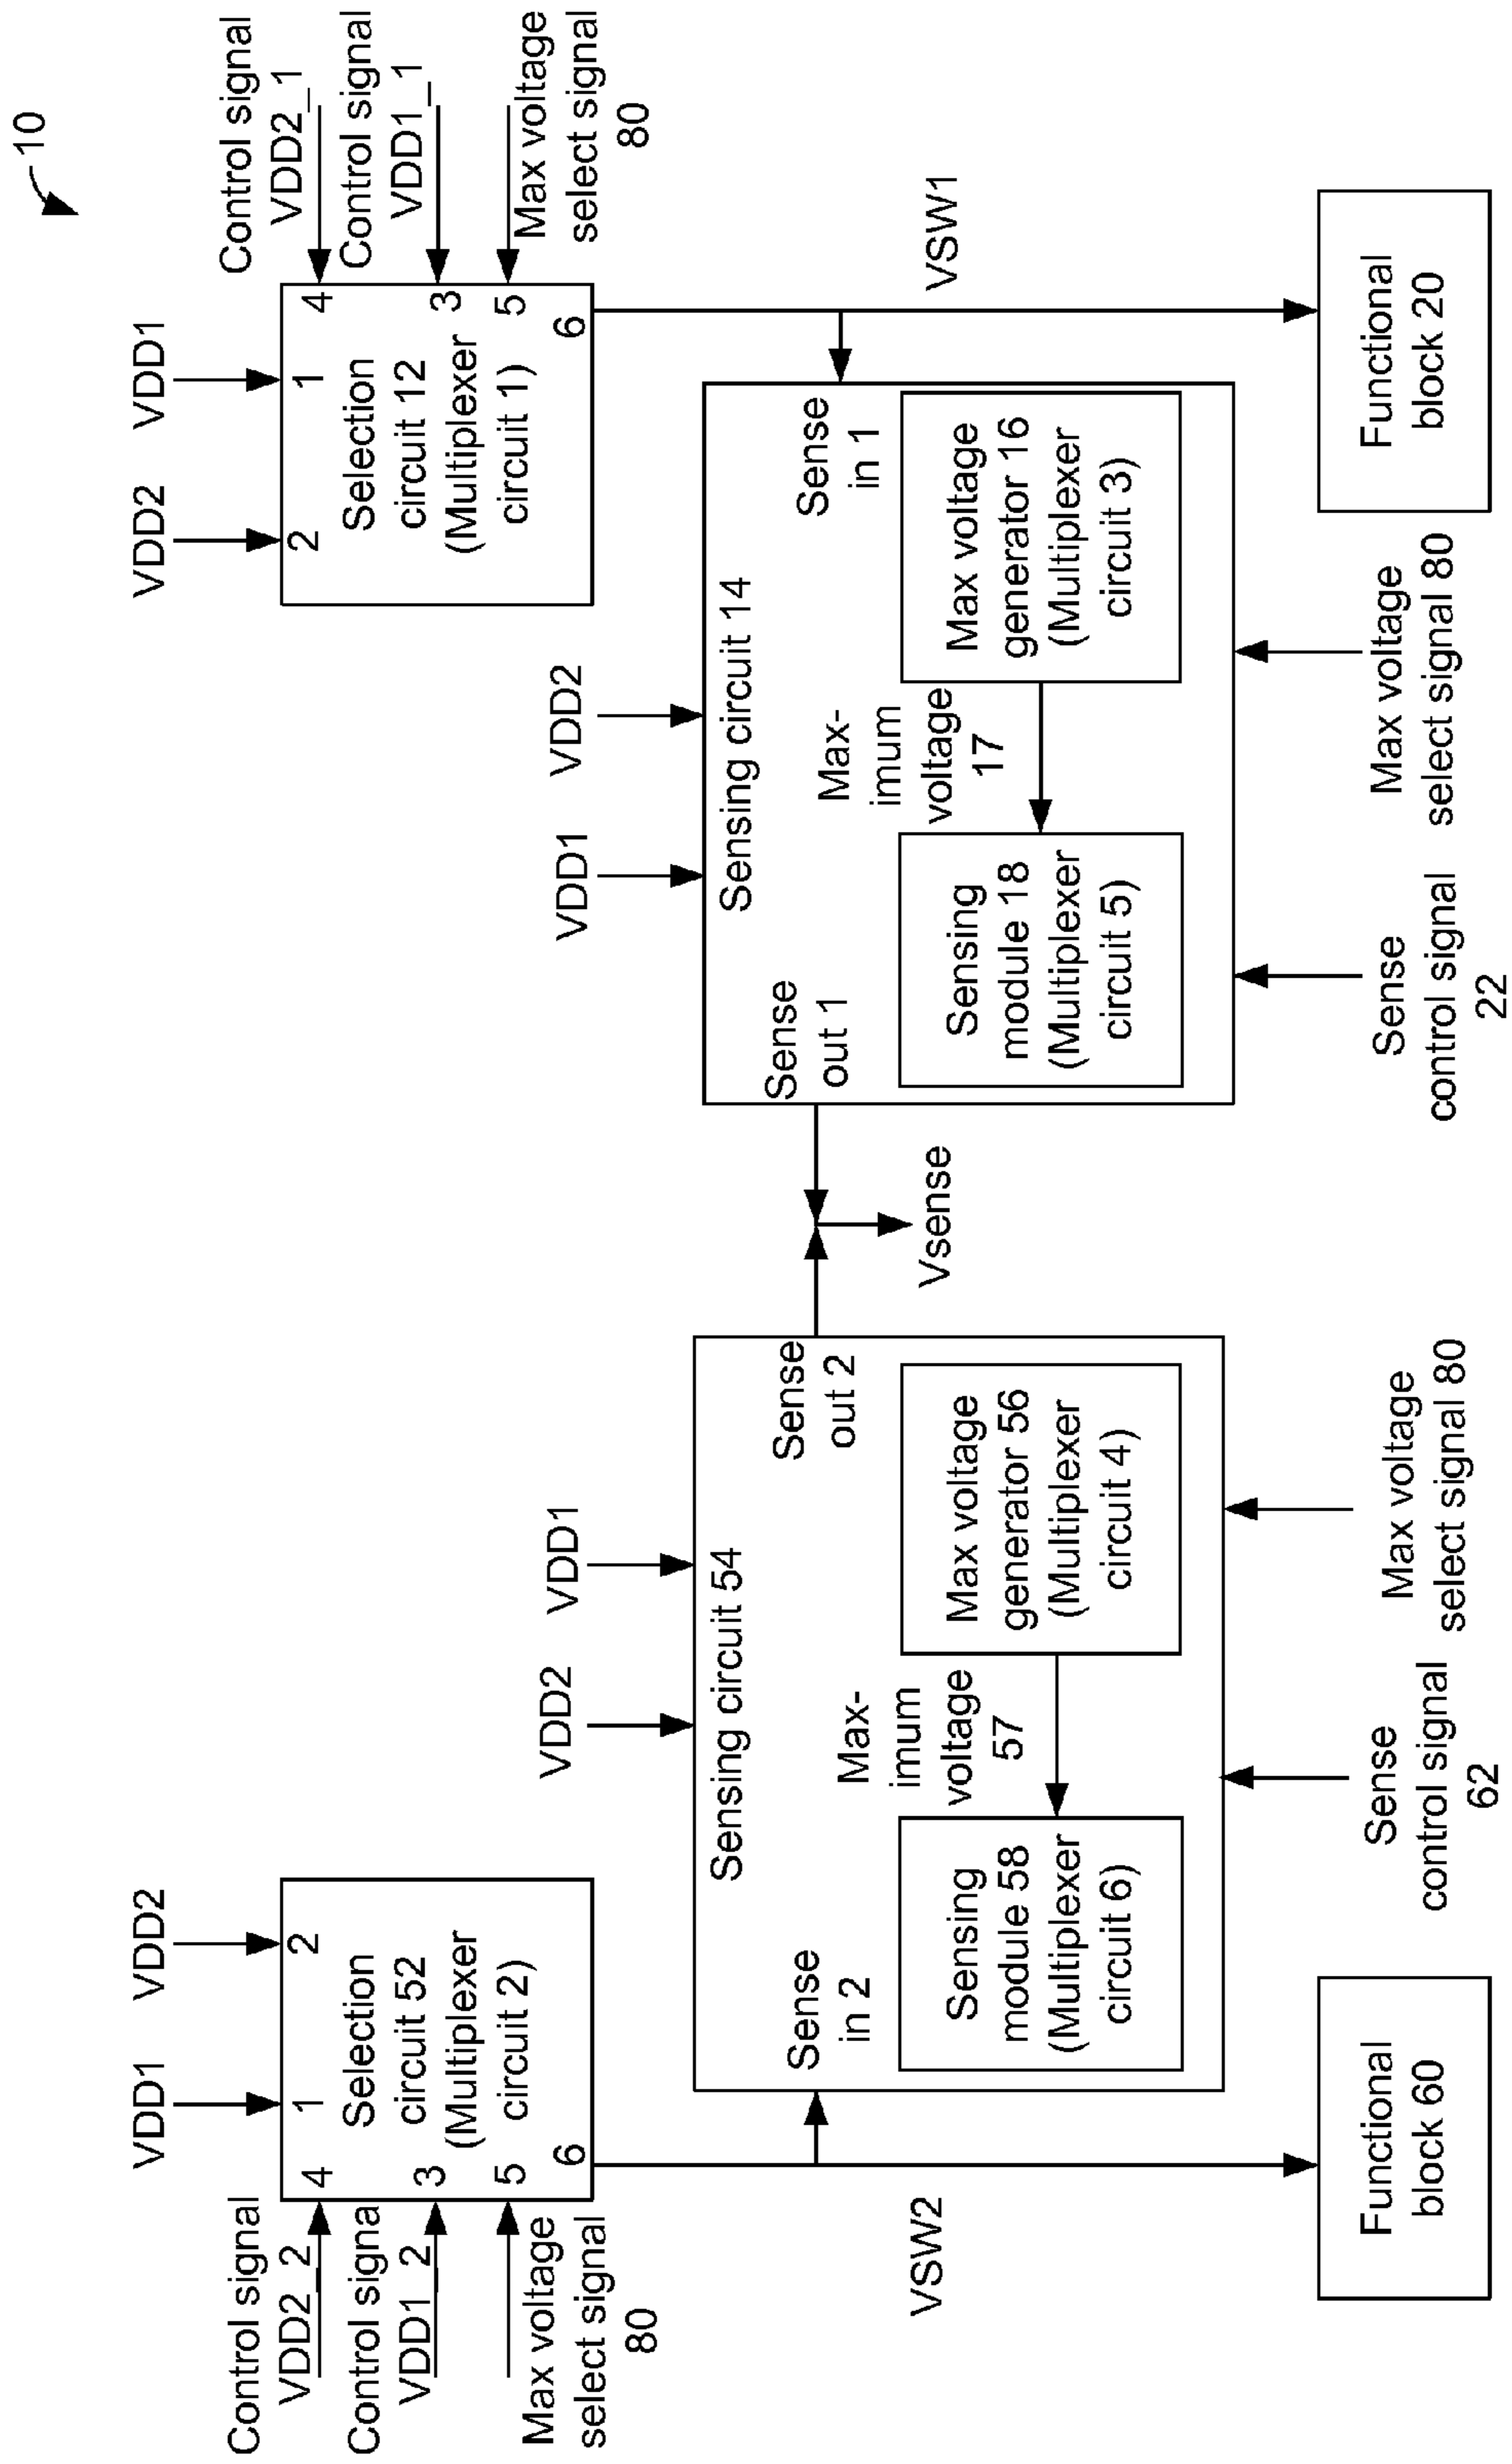 10
VDD1
VDD2
Control signal
VDD2_2
Control signa
VDD1_2
Max voltage
select signal
80
4
3
5
1
2
6
Selection
circuit 52
(Multiplexer
circuit 2)
VSW2
Functional
block 60
VDD2
VDD1
Sensing circuit 54
Sense
in 2
Sense
out 2
Max-
imum
voltage
57
Sensing
module 58
(Multiplexer
circuit 6)
Max voltage
generator 56
(Multiplexer
circuit 4)
Sense
control signal
62
Max voltage
select signal 80
Vsense
VDD1
VDD2
Sensing circuit 14
Sense
out 1
Sense
in 1
Max-
imum
voltage
17
Sensing
module 18
(Multiplexer
circuit 5)
Max voltage
generator 16
(Multiplexer
circuit 3)
Sense
control signal
22
Max voltage
select signal 80
VDD2
VDD1
2
1
4
3
5
6
Selection
circuit 12
(Multiplexer
circuit 1)
Control signal
VDD2_1
Control signal
VDD1_1
Max voltage
select signal
80
VSW1
Functional
block 20